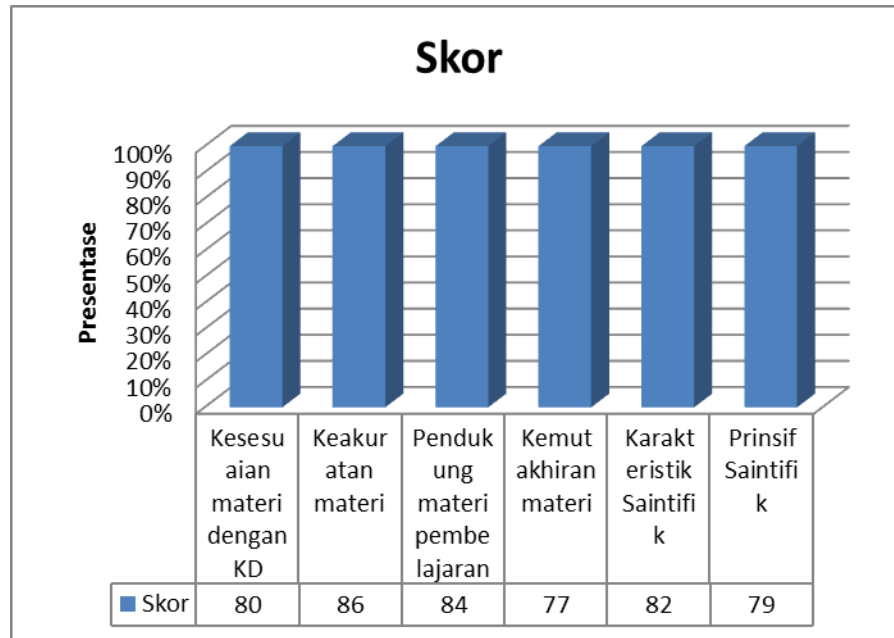 Skor
100%
90%
80%
70%
60%
50%
40%
30%
20%
10%
0%
Presentase
Kesesu
aian
materi
dengan
KD
Keakur
atan
materi
Penduk
ung
materi
pembe
lajaran
Kemut
akhiran
materi
Karakt
eristik
Saintifi
k
Prinsif
Saintifi
k
Skor 80 86 84 77 82 79